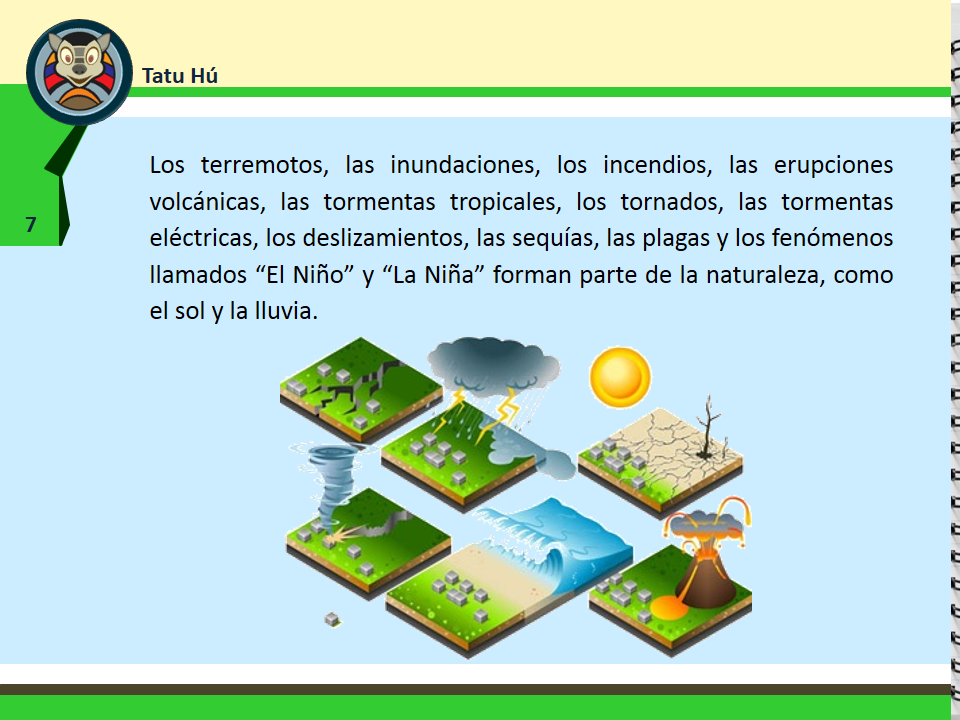 Tatu Hú
Los terremotos, las inundaciones, los incendios, las erupciones
volcánicas, las tormentas tropicales, los tornados, las tormentas
eléctricas, los deslizamientos, las sequías, las plagas y los fenómenos
llamados “El Niño” y “La Niña” forman parte de la naturaleza, como
el sol y la lluvia.
7